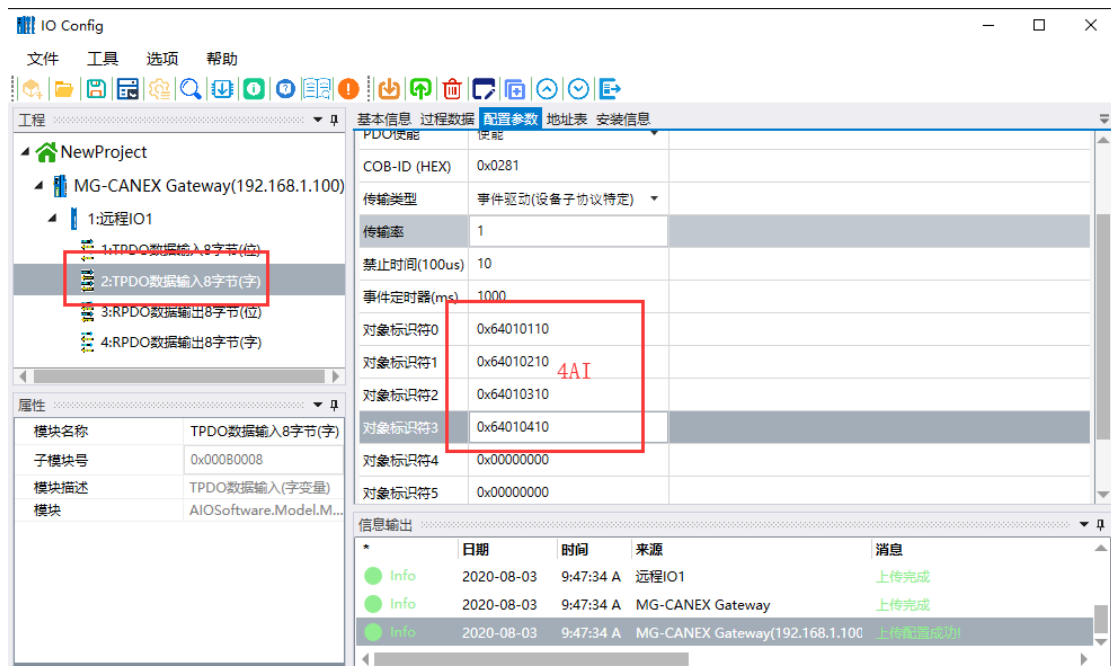 IO Config
文件 工具 选项 帮助
工程
NewProject
MG-CANEX Gateway(192.168.1.100)
1:远程IO1
1:TPDO数据输入8字节(位)
2:TPDO数据输入8字节(字)
3:RPDO数据输出8字节(位)
4:RPDO数据输出8字节(字)
属性
模块名称 TPDO数据输入8字节(字)
子模块号 0x000B0008
模块描述 TPDO数据输入(字变量)
模块 AIOSoftware.Model.M...
基本信息 过程数据 配置参数 地址表 安装信息
PDO使能 使能
COB-ID (HEX) 0x0281
传输类型 事件驱动(设备子协议特定)
传输率 1
禁止时间(100us) 10
事件定时器(ms) 1000
对象标识符0 0x64010110
对象标识符1 0x64010210
4AI
对象标识符2 0x64010310
对象标识符3 0x64010410
对象标识符4 0x00000000
对象标识符5 0x00000000
信息输出
* 日期 时间 来源 消息
Info 2020-08-03 9:47:34 A 远程IO1 上传完成
Info 2020-08-03 9:47:34 A MG-CANEX Gateway 上传完成
Info 2020-08-03 9:47:34 A MG-CANEX Gateway(192.168.1.100 上传配置成功!